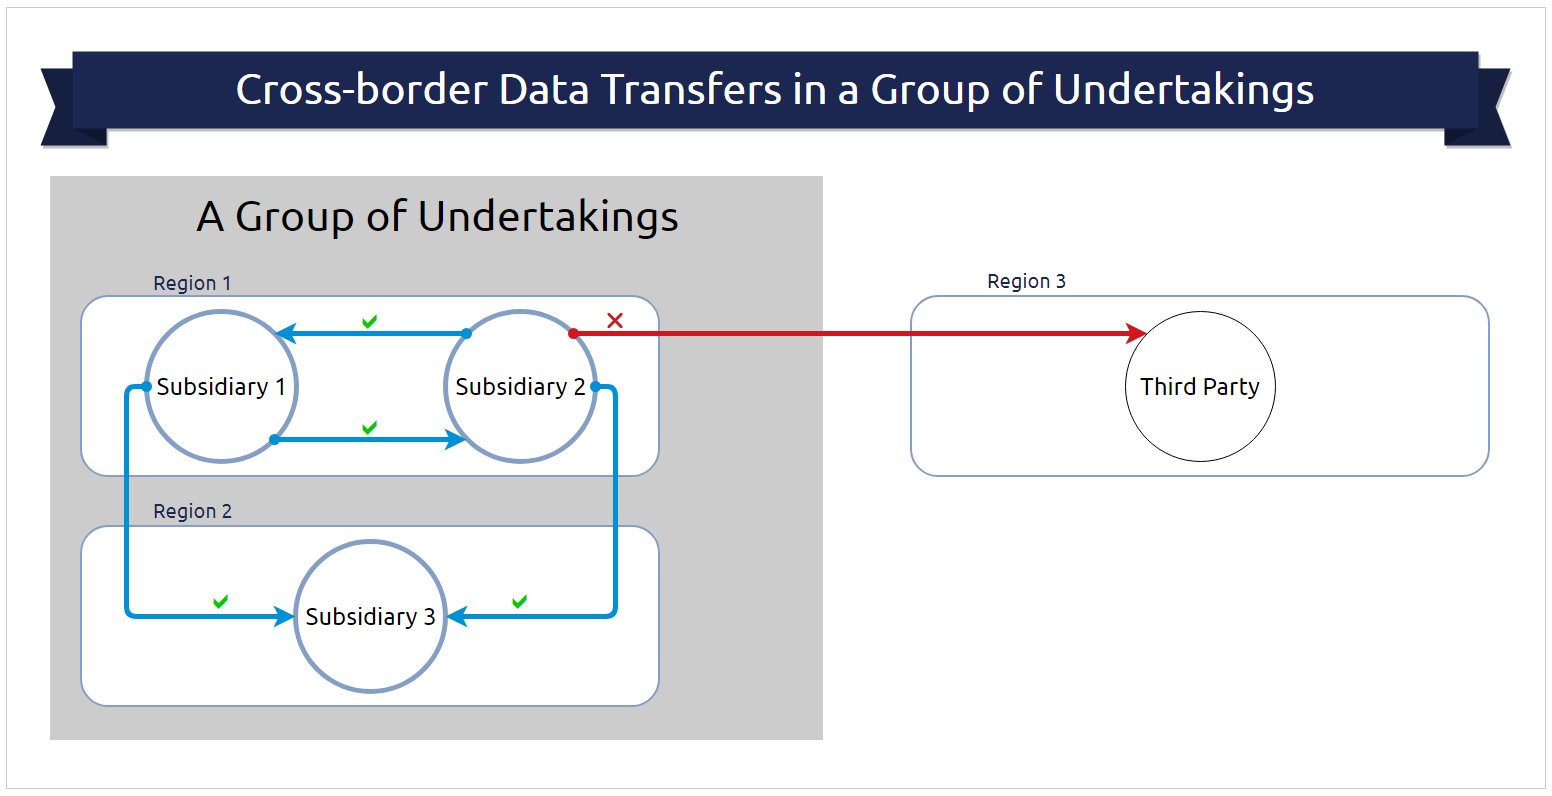 Cross-border Data Transfers in a Group of Undertakings
A Group of Undertakings
Region 1
Region 3
Subsidiary 1
Subsidiary 2
Third Party
Region 2
Subsidiary 3